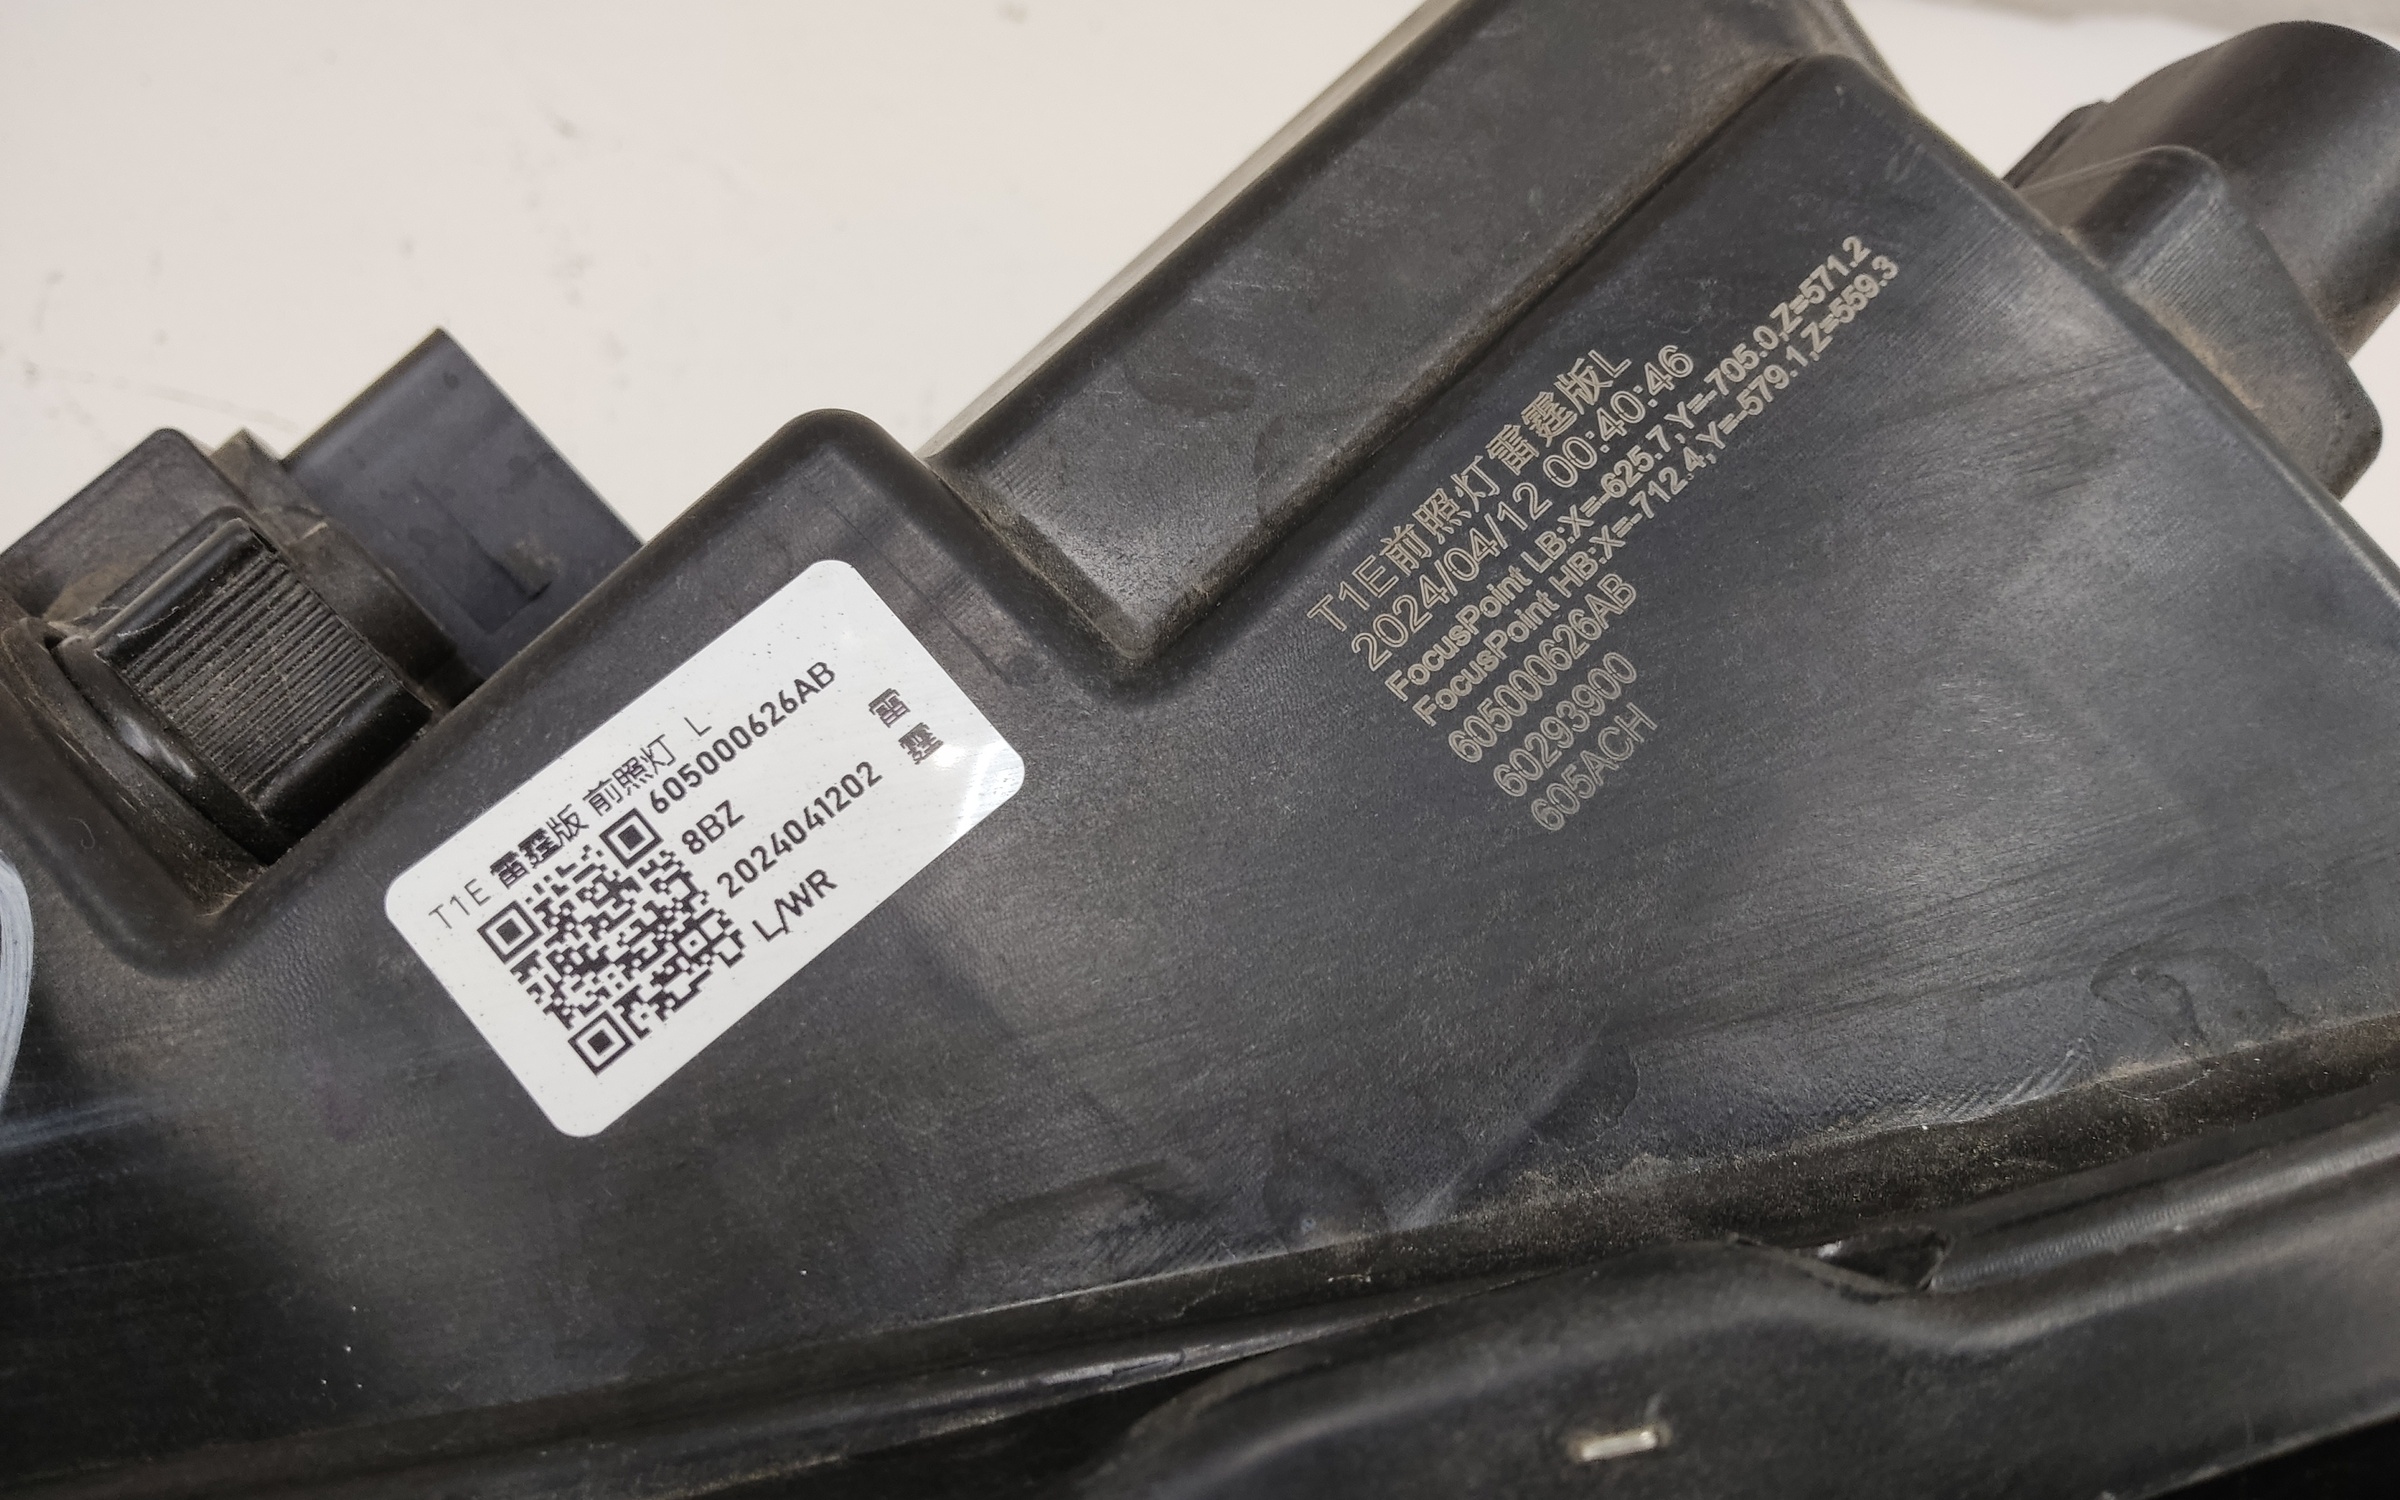 T1E 雷霆版 前照灯 L
605000626AB
8BZ
2024041202
L/WR
雷霆
T1E前照灯雷霆版L
2024/04/12 00:40:46
FocusPoint LB:X=-625.7,Y=-705.0,Z=571.2
FocusPoint HB:X=-712.4,Y=-579.1,Z=559.3
605000626AB
60293900
605ACH